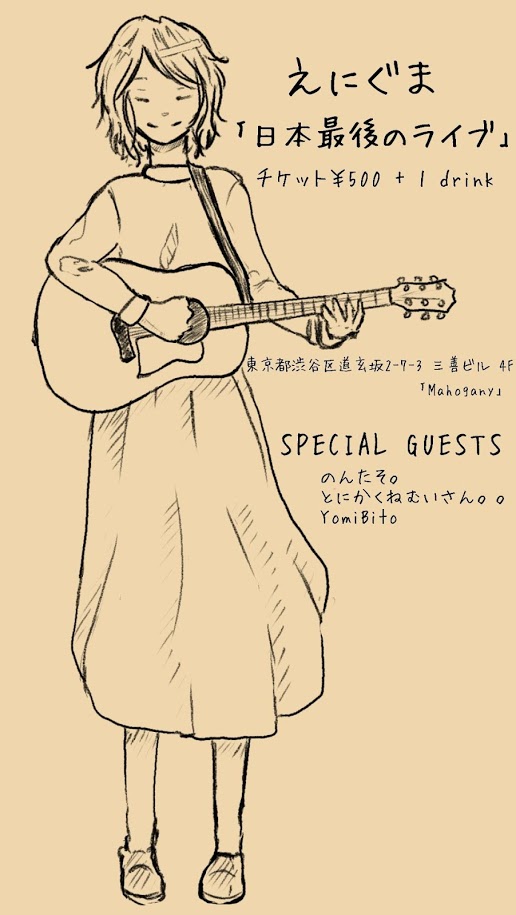 えにぐま
「日本最後のライブ」
チケット¥500 + 1 drink
東京都渋谷区道玄坂2-7-3 三善ビル 4F
「Mahogany」
SPECIAL GUESTS
のんたそ。
とにかくねむいさん。。
YomiBito